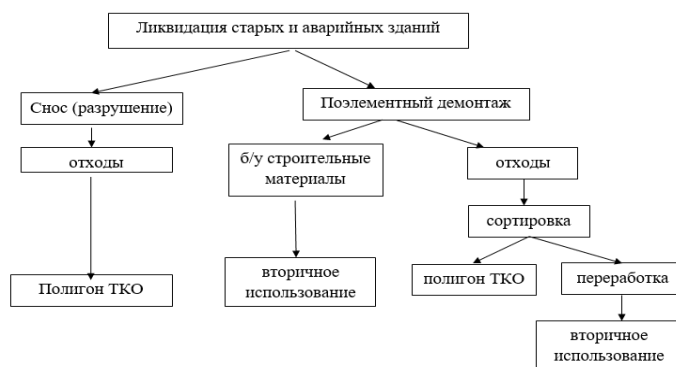 Ликвидация старых и аварийных зданий
Снос (разрушение)
Поэлементный демонтаж
отходы
б/у строительные
материалы
отходы
сортировка
Полигон ТКО
вторичное
использование
полигон ТКО
переработка
вторичное
использование